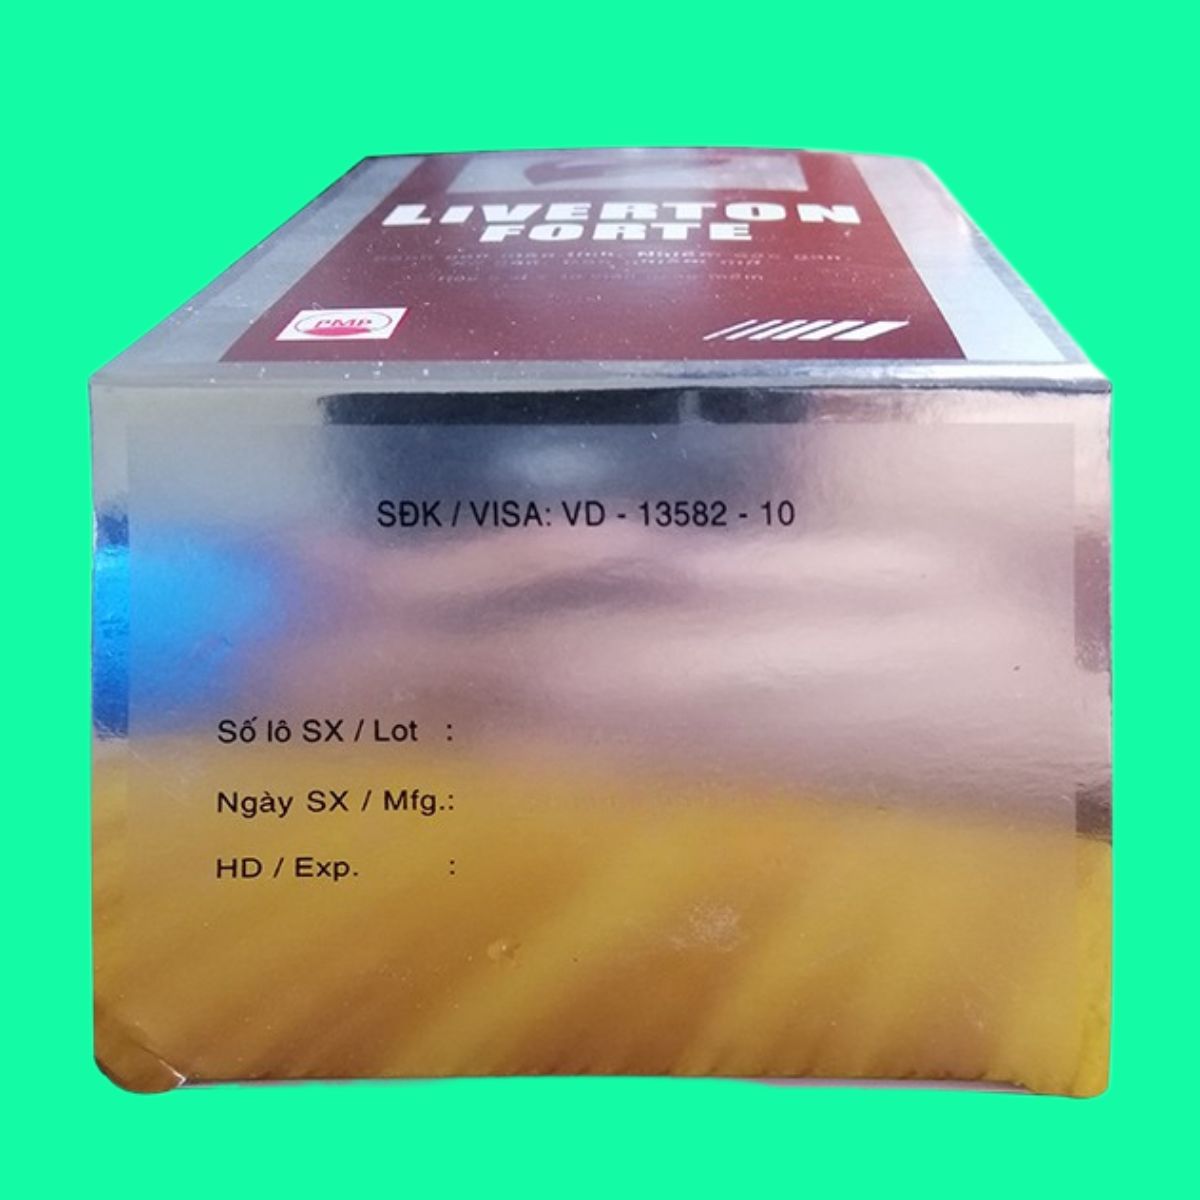 LIVERTON
FORTE
PMP
SĐK / VISA: VD - 13582 - 10
Số lô SX / Lot :
Ngày SX / Mfg.:
HD / Exp. :